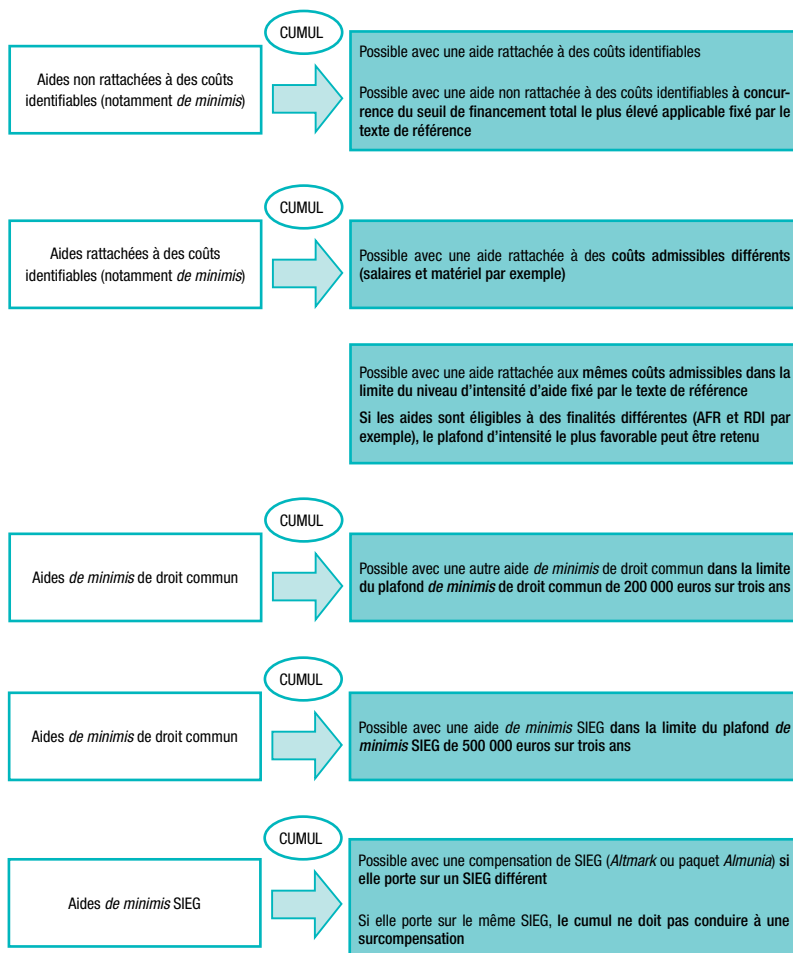 CUMUL
Aides non rattachées à des coûts
identifiables (notamment de minimis)
Possible avec une aide rattachée à des coûts identifiables
Possible avec une aide non rattachée à des coûts identifiables à concur-
rence du seuil de financement total le plus élevé applicable fixé par le
texte de référence
CUMUL
Aides rattachées à des coûts
identifiables (notamment de minimis)
Possible avec une aide rattachée à des coûts admissibles différents
(salaires et matériel par exemple)
Possible avec une aide rattachée aux mêmes coûts admissibles dans la
limite du niveau d’intensité d’aide fixé par le texte de référence
Si les aides sont éligibles à des finalités différentes (AFR et RDI par
exemple), le plafond d’intensité le plus favorable peut être retenu
CUMUL
Aides de minimis de droit commun
Possible avec une autre aide de minimis de droit commun dans la limite
du plafond de minimis de droit commun de 200 000 euros sur trois ans
CUMUL
Aides de minimis de droit commun
Possible avec une aide de minimis SIEG dans la limite du plafond de
minimis SIEG de 500 000 euros sur trois ans
CUMUL
Aides de minimis SIEG
Possible avec une compensation de SIEG (Altmark ou paquet Almunia) si
elle porte sur un SIEG différent
Si elle porte sur le même SIEG, le cumul ne doit pas conduire à une
surcompensation